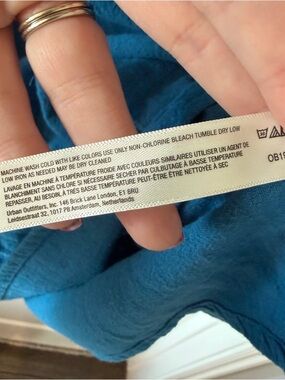 MACHINE WASH COLD WITH LIKE COLORS USE ONLY NON-CHLORINE BLEACH TUMBLE DRY LOW
LOW IRON AS NEEDED MAY BE DRY CLEANED
LAVAGE EN MACHINE À TEMPÉRATURE FROIDE AVEC COULEURS SIMILAIRES UTILISER UN AGENT DE
BLANCHIMENT SANS CHLORE SI NÉCESSAIRE SÉCHER PAR CULBUTAGE À BASSE TEMPÉRATURE
REPASSER, AU BESOIN, À TRÈS BASSE TEMPÉRATURE PEUT-ÊTRE ÊTRE NETTOYÉE À SEC
Urban Outfitters, Inc. 146 Brick Lane London, E1 6RU
Leidsestraat 32, 1017 PB Amsterdam, Netherlands